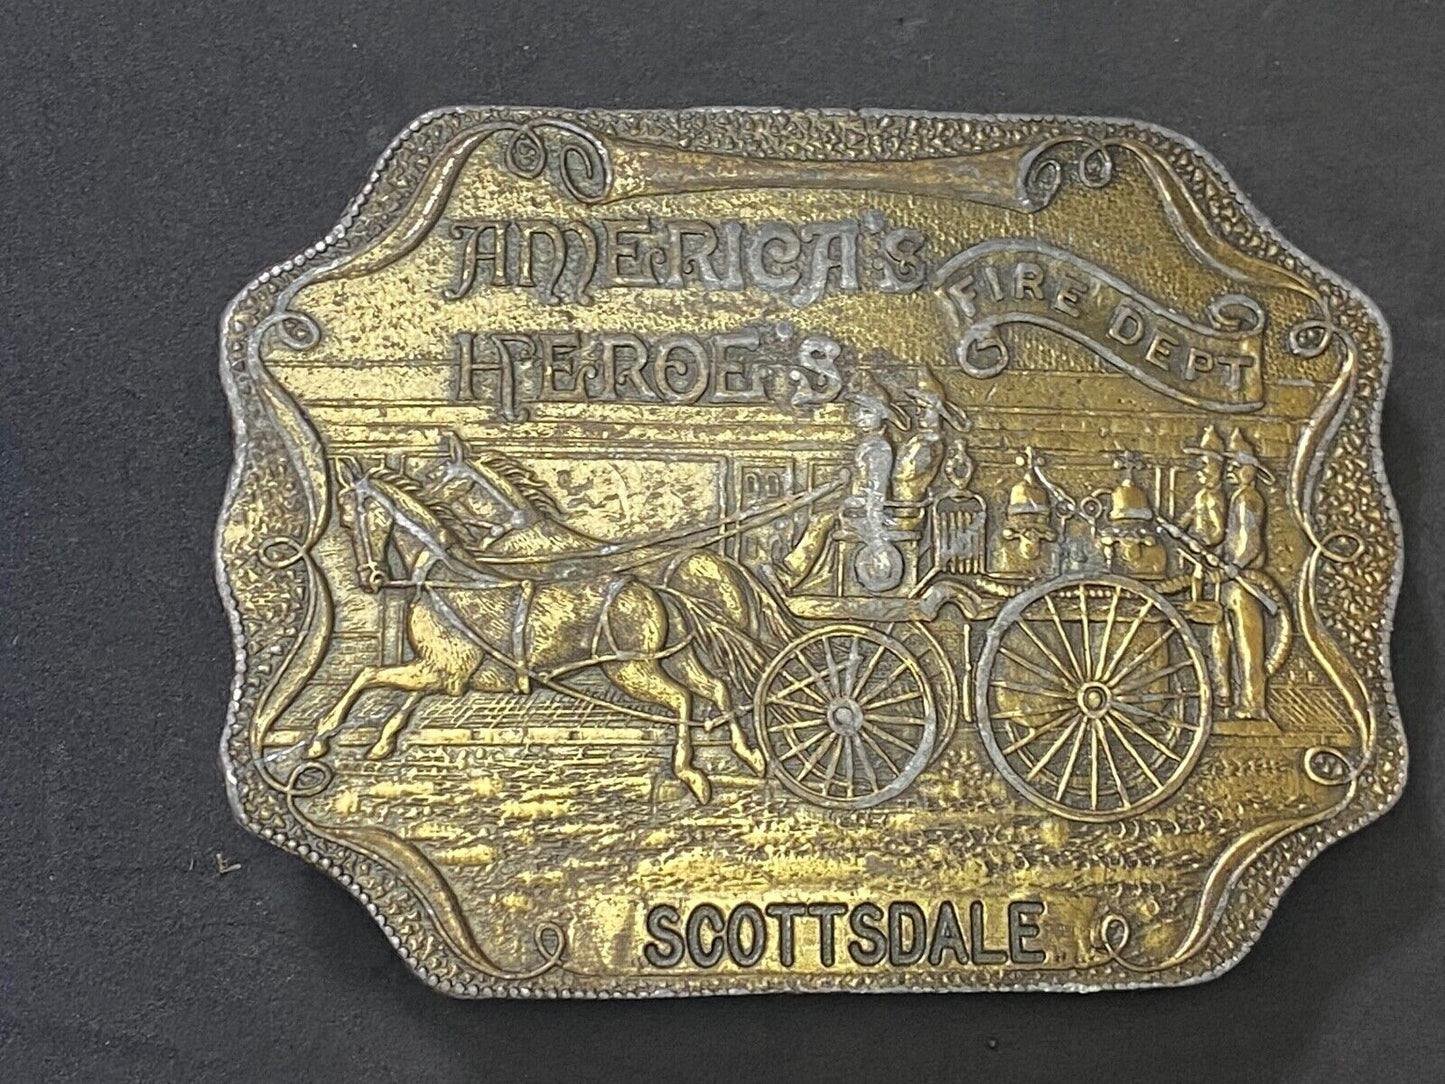 AMERICA'S
HEROE'S
FIRE DEPT
SCOTTSDALE